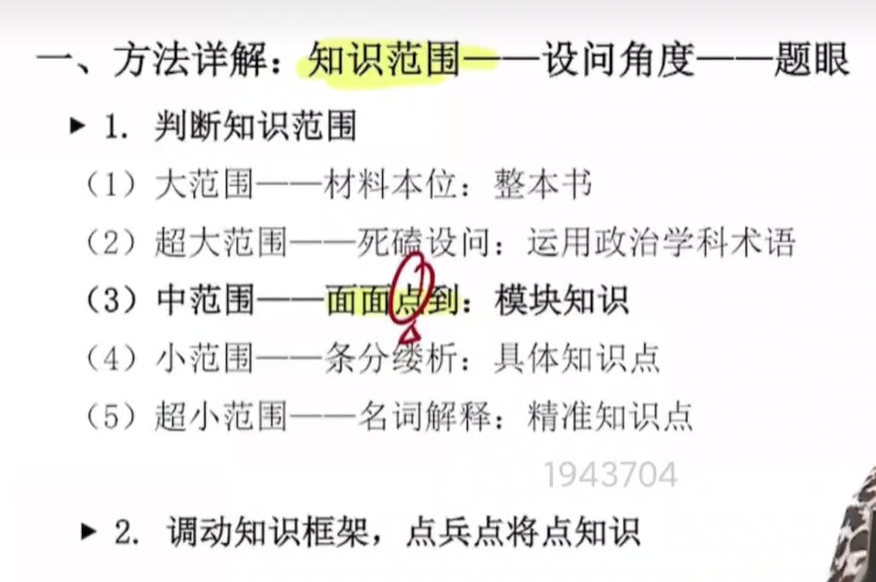 一、方法详解：知识范围——设问角度——题眼
▶ 1. 判断知识范围
（1）大范围——材料本位：整本书
（2）超大范围——死磕设问：运用政治学科术语
（3）中范围——面面点到：模块知识
（4）小范围——条分缕析：具体知识点
（5）超小范围——名词解释：精准知识点
1943704
▶ 2. 调动知识框架，点兵点将点知识